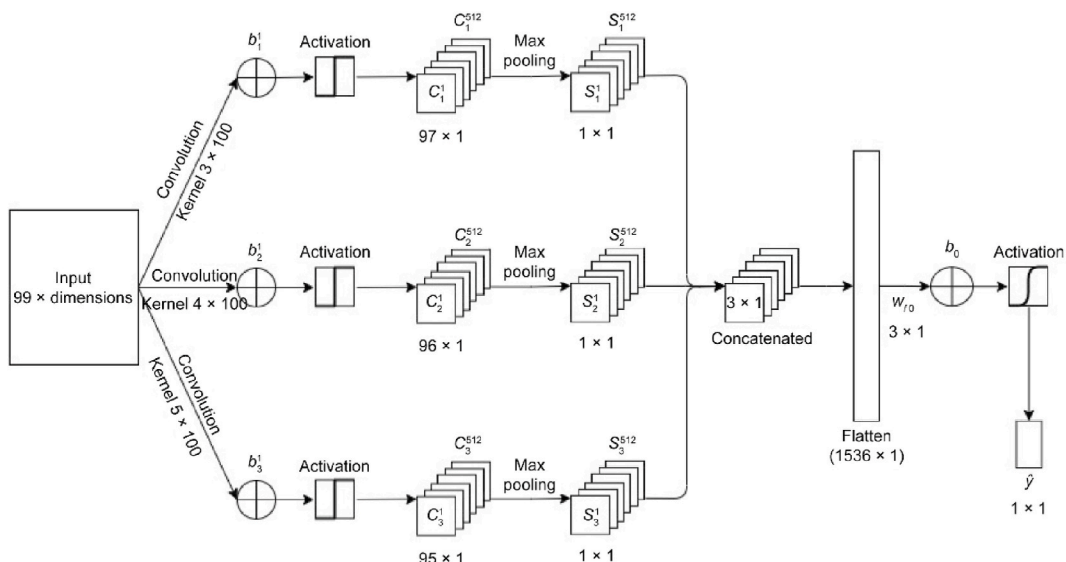 b₁¹
Activation
C₁⁵¹²
Max
pooling
S₁⁵¹²
C₁¹
S₁¹
97 × 1
1 × 1
Convolution
Kernel 3 × 100
Input
99 × dimensions
Convolution
Kernel 4 × 100
b₂¹
Activation
C₂⁵¹²
Max
pooling
S₂⁵¹²
C₂¹
S₂¹
96 × 1
1 × 1
3 × 1
Concatenated
Flatten
(1536 × 1)
w_{f0}
3 × 1
b₀
Activation
ŷ
1 × 1
Convolution
Kernel 5 × 100
b₃¹
Activation
C₃⁵¹²
Max
pooling
S₃⁵¹²
C₃¹
S₃¹
95 × 1
1 × 1